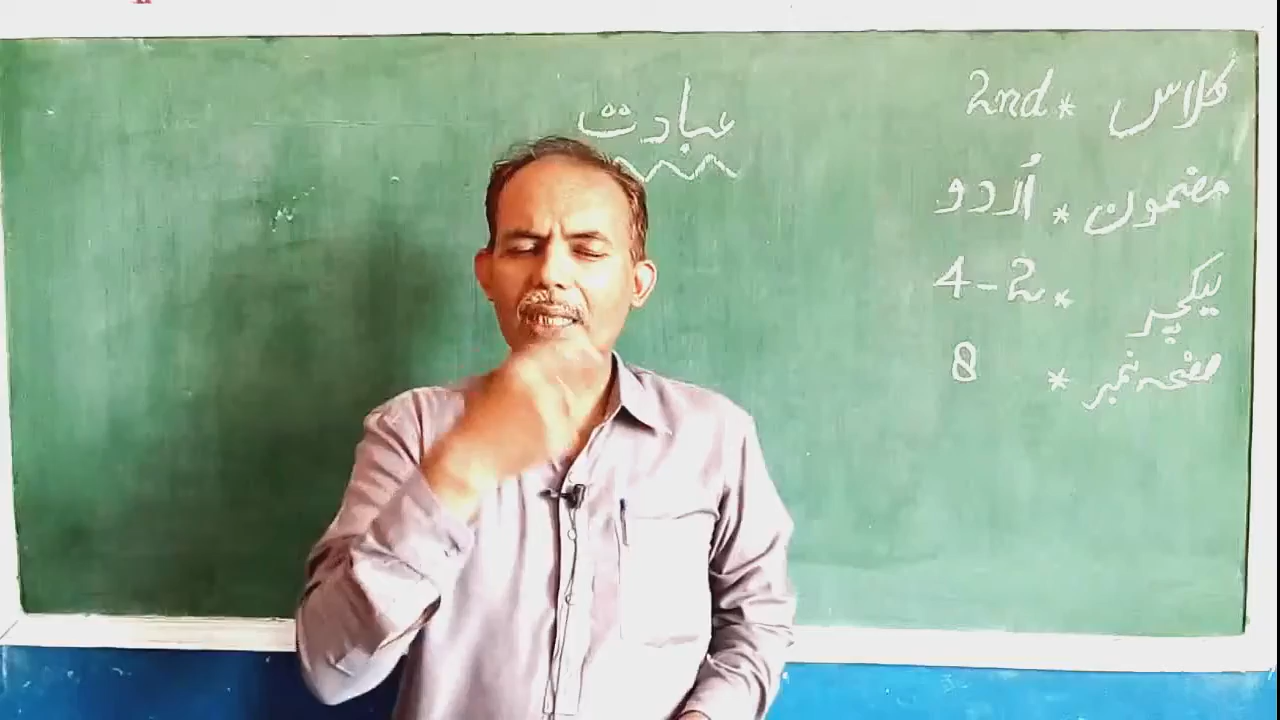 عبادت
کلاس * 2nd
مضمون * اُردو
لیکچر * 2-4
صفحہ نمبر * 8